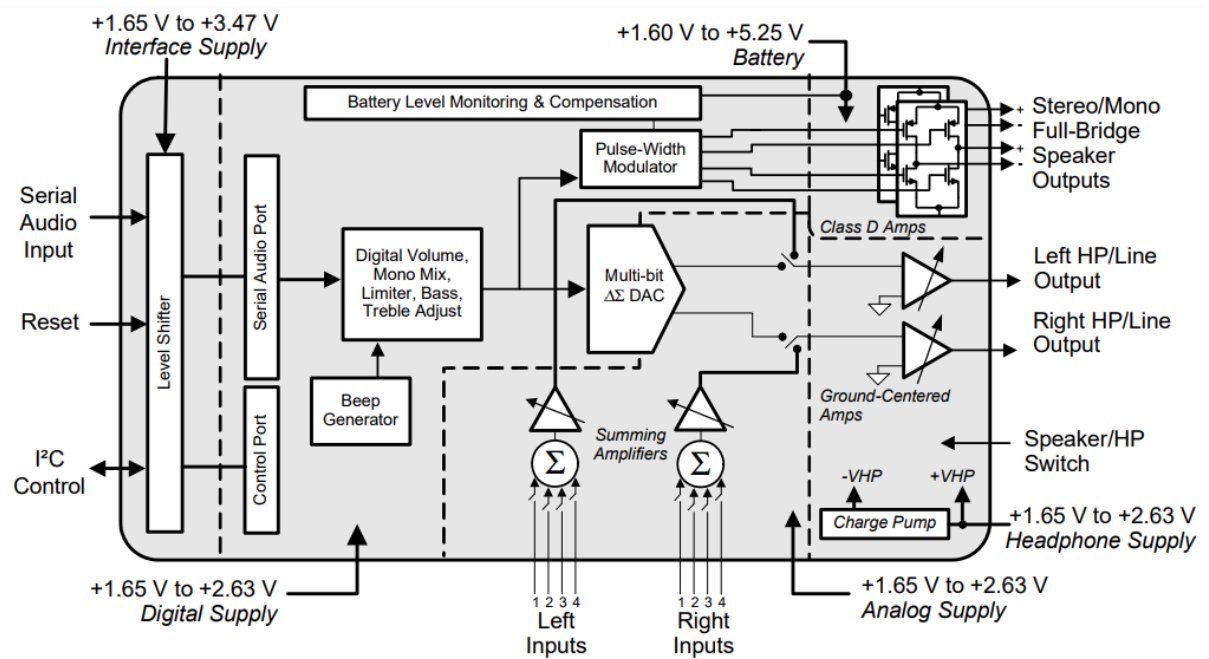 +1.65 V to +3.47 V
Interface Supply
+1.60 V to +5.25 V
Battery
Battery Level Monitoring & Compensation
Pulse-Width
Modulator
+
-
+
-
Stereo/Mono
Full-Bridge
Speaker
Outputs
Class D Amps
Serial
Audio
Input
Reset
I²C
Control
Level Shifter
Serial Audio Port
Control Port
Digital Volume,
Mono Mix,
Limiter, Bass,
Treble Adjust
Beep
Generator
Multi-bit
ΔΣ DAC
Left HP/Line
Output
Right HP/Line
Output
Ground-Centered
Amps
Summing
Amplifiers
Σ
Σ
Speaker/HP
Switch
-VHP
+VHP
Charge Pump
+1.65 V to +2.63 V
Headphone Supply
+1.65 V to +2.63 V
Digital Supply
1 2 3 4
Left
Inputs
1 2 3 4
Right
Inputs
+1.65 V to +2.63 V
Analog Supply